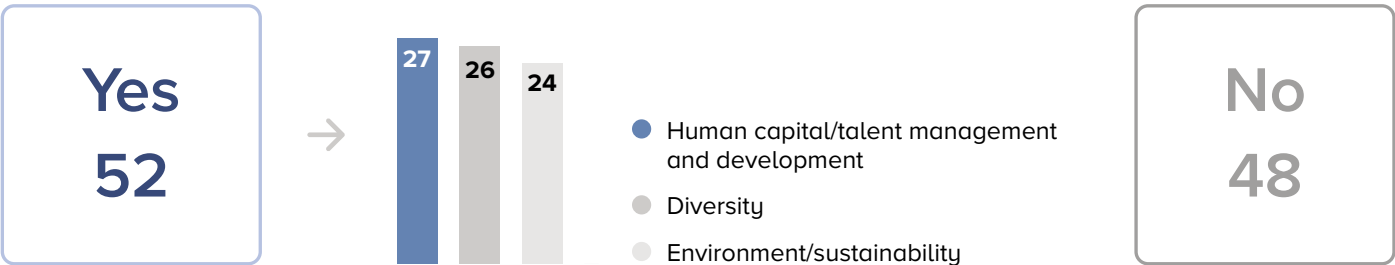 Yes
52
27
26
24
Human capital/talent management
and development
Diversity
Environment/sustainability
No
48